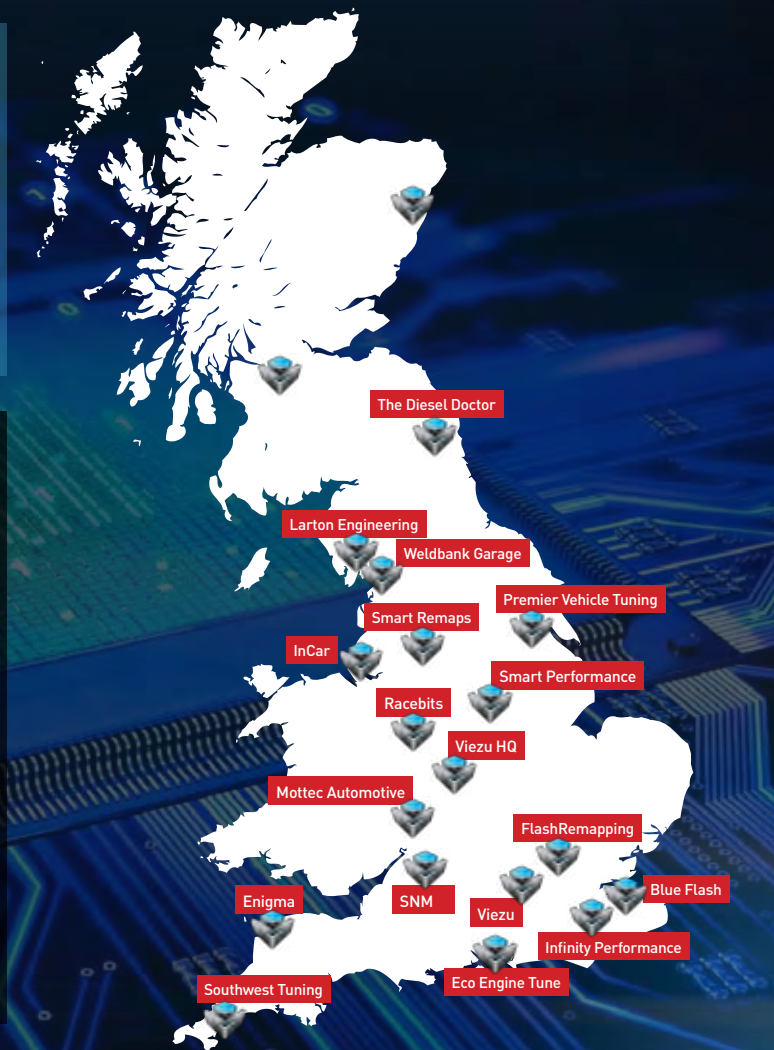 The Diesel Doctor
Larton Engineering
Weldbank Garage
Premier Vehicle Tuning
Smart Remaps
InCar
Smart Performance
Racebits
Viezu HQ
Mottec Automotive
FlashRemapping
Blue Flash
Enigma
SNM
Viezu
Infinity Performance
Eco Engine Tune
Southwest Tuning